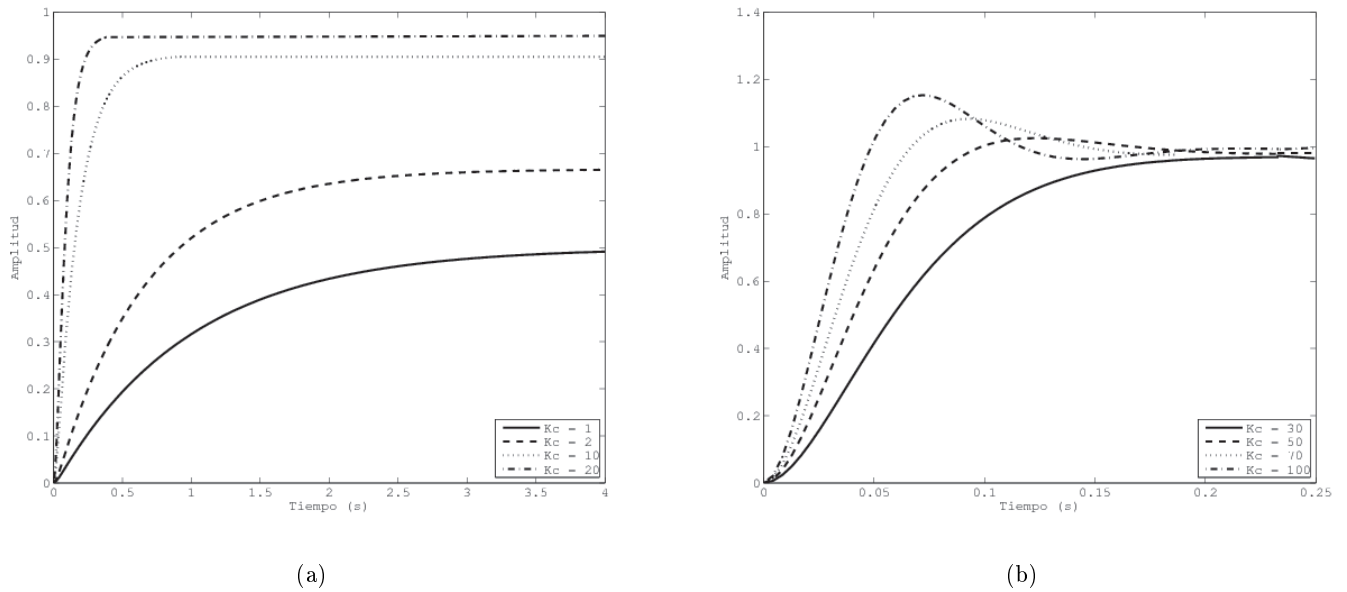 1
0.9
0.8
0.7
0.6
0.5
0.4
0.3
0.2
0.1
0
Amplitud
0 0.5 1 1.5 2 2.5 3 3.5 4
Tiempo (s)
Kc = 1
Kc = 2
Kc = 10
Kc = 20
(a)
1.4
1.2
1
0.8
0.6
0.4
0.2
0
Amplitud
0 0.05 0.1 0.15 0.2 0.25
Tiempo (s)
Kc = 30
Kc = 50
Kc = 70
Kc = 100
(b)